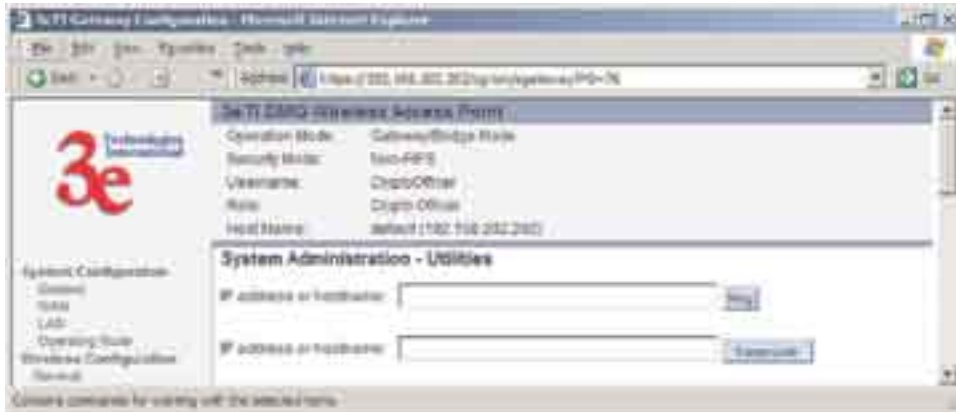 3eTI Gateway Configuration - Microsoft Internet Explorer
File Edit View Favorites Tools Help
Back Address Go
3e Technologies International
3eTI DMG Wireless Access Point
Operation Mode: Gateway/Bridge Mode
Security Mode: Non-FIPS
Username: CryptoOfficer
Role: Crypto Officer
Host Name: default (192.168.202.202)
System Administration - Utilities
IP address or hostname: Ping
IP address or hostname: Traceroute
System Configuration
General
WAN
LAN
Operating Mode
Wireless Configuration
General
Contains commands for working with the selected items.